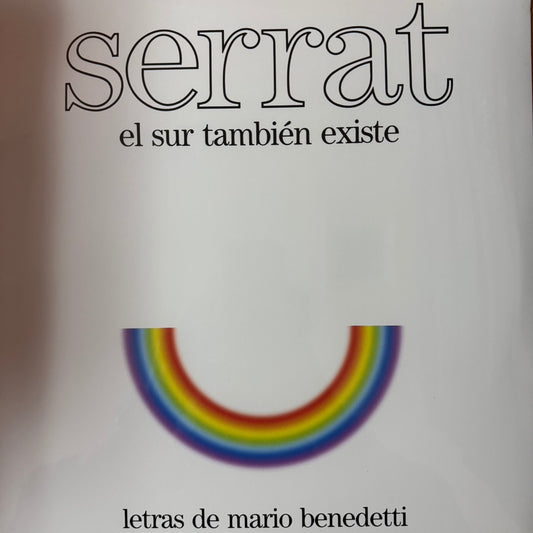 serrat
el sur también existe
letras de mario benedetti